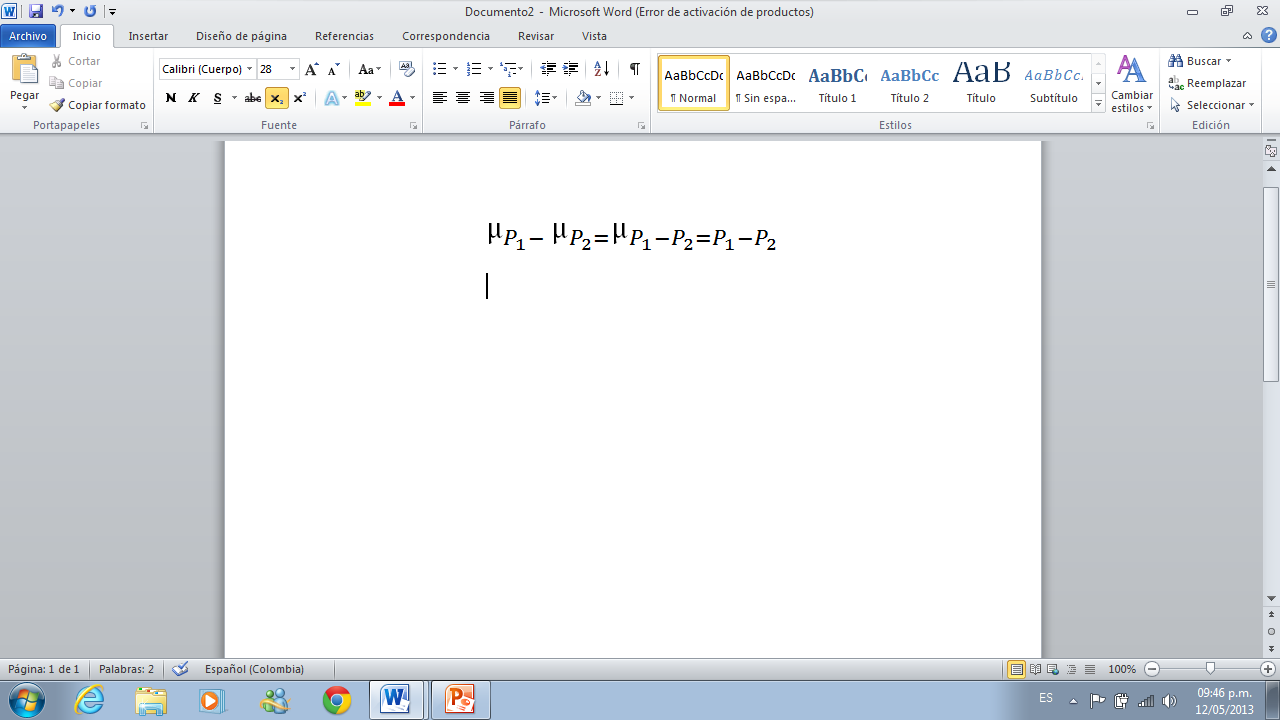 Documento2 - Microsoft Word (Error de activación de productos)
Archivo Inicio Insertar Diseño de página Referencias Correspondencia Revisar Vista
Pegar
Cortar
Copiar
Copiar formato
Portapapeles
Calibri (Cuerpo) 28
N K S abc x₂ x²
Fuente
Párrafo
AaBbCcDc AaBbCcDc AaBbC AaBbCc AaB AaBbCc.
¶ Normal ¶ Sin espa... Título 1 Título 2 Título Subtítulo
Cambiar estilos
Estilos
Buscar
Reemplazar
Seleccionar
Edición
μP₁− μP₂=μP₁−P₂=P₁−P₂
Página: 1 de 1 Palabras: 2 Español (Colombia) 100%
ES 09:46 p.m.
12/05/2013